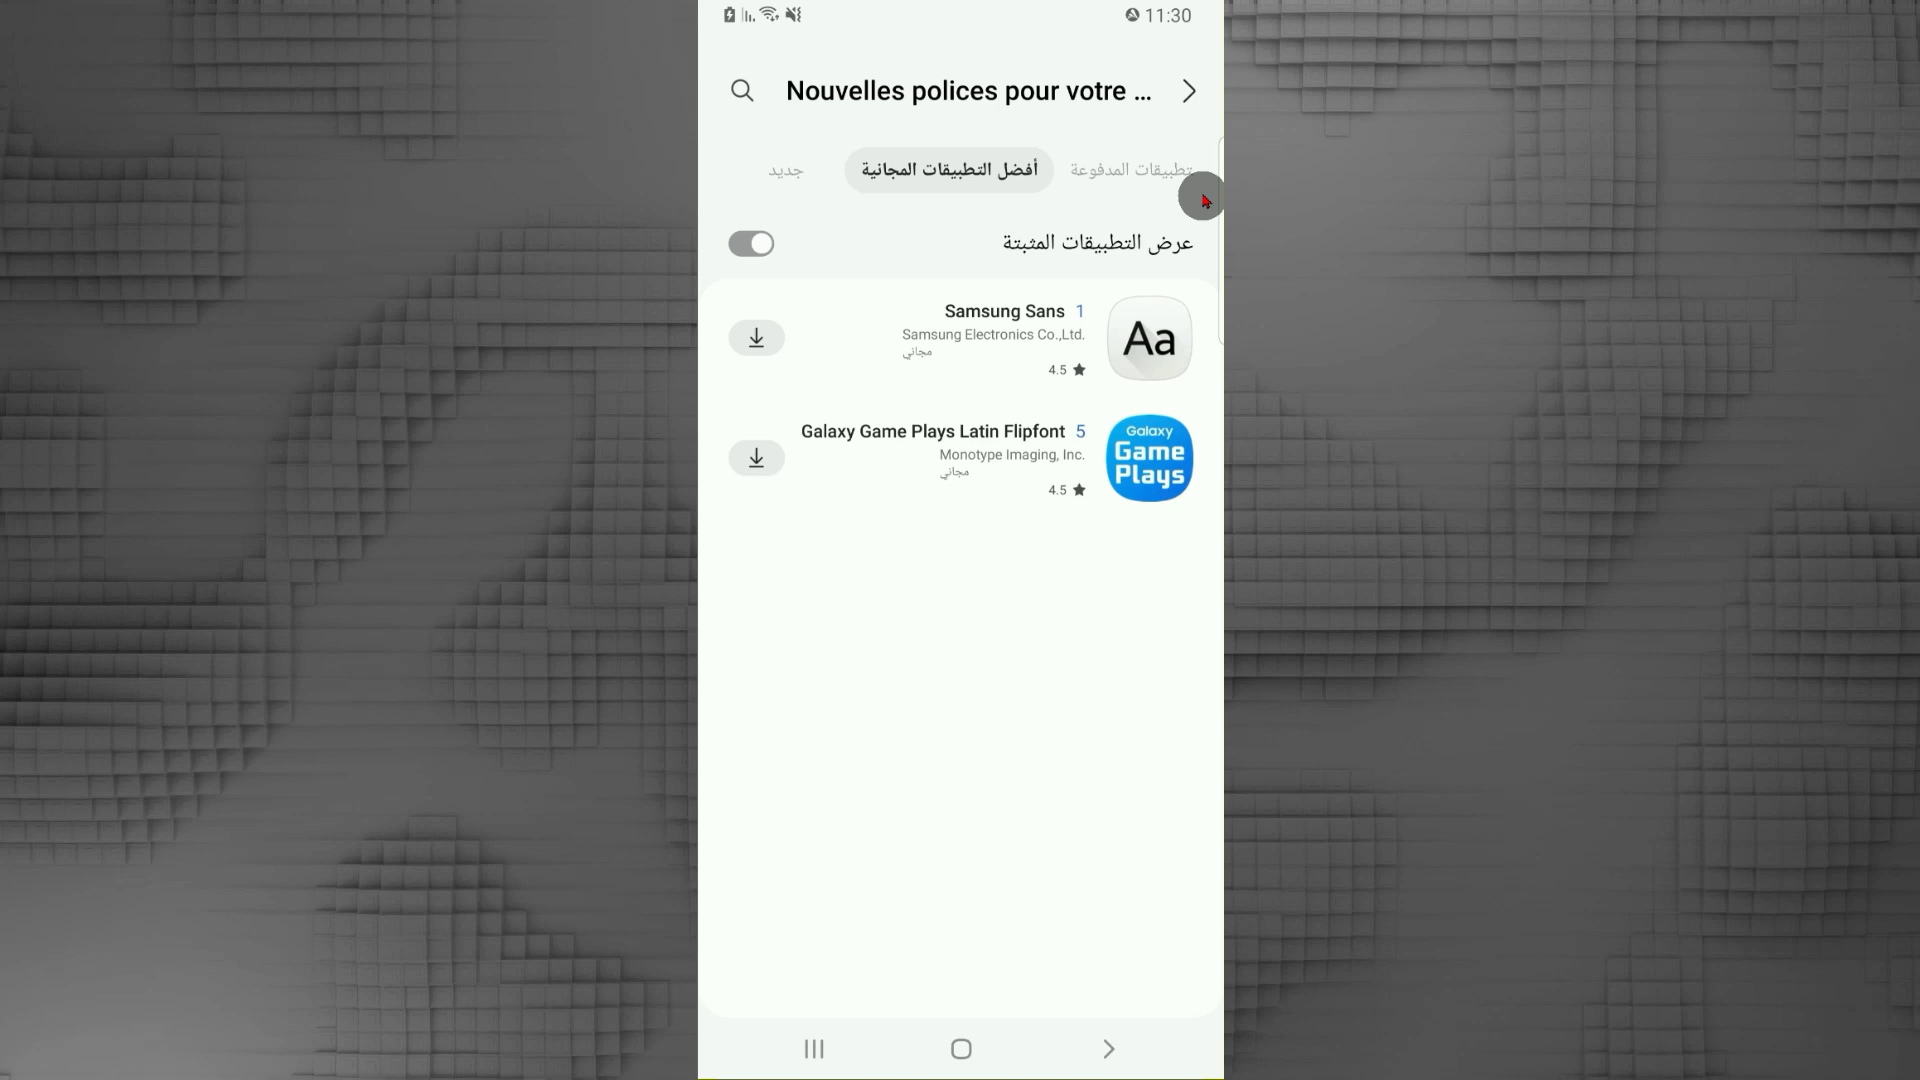 11:30
Nouvelles polices pour votre ...
تطبيقات المدفوعة
أفضل التطبيقات المجانية
جديد
عرض التطبيقات المثبتة
Aa
1 Samsung Sans
Samsung Electronics Co.,Ltd.
مجاني
4.5 ★
Galaxy
Game
Plays
5 Galaxy Game Plays Latin Flipfont
Monotype Imaging, Inc.
مجاني
4.5 ★